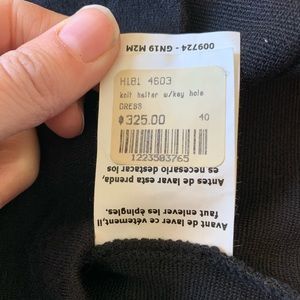 009724 - GN19 M2M
H181 4603
knit halter w/key hole
DRESS
$325.00 40
1223583765
Antes de lavar esta prenda,
es necesario destacar los
Avant de laver ce vêtement,il
faut enlever les épingles.